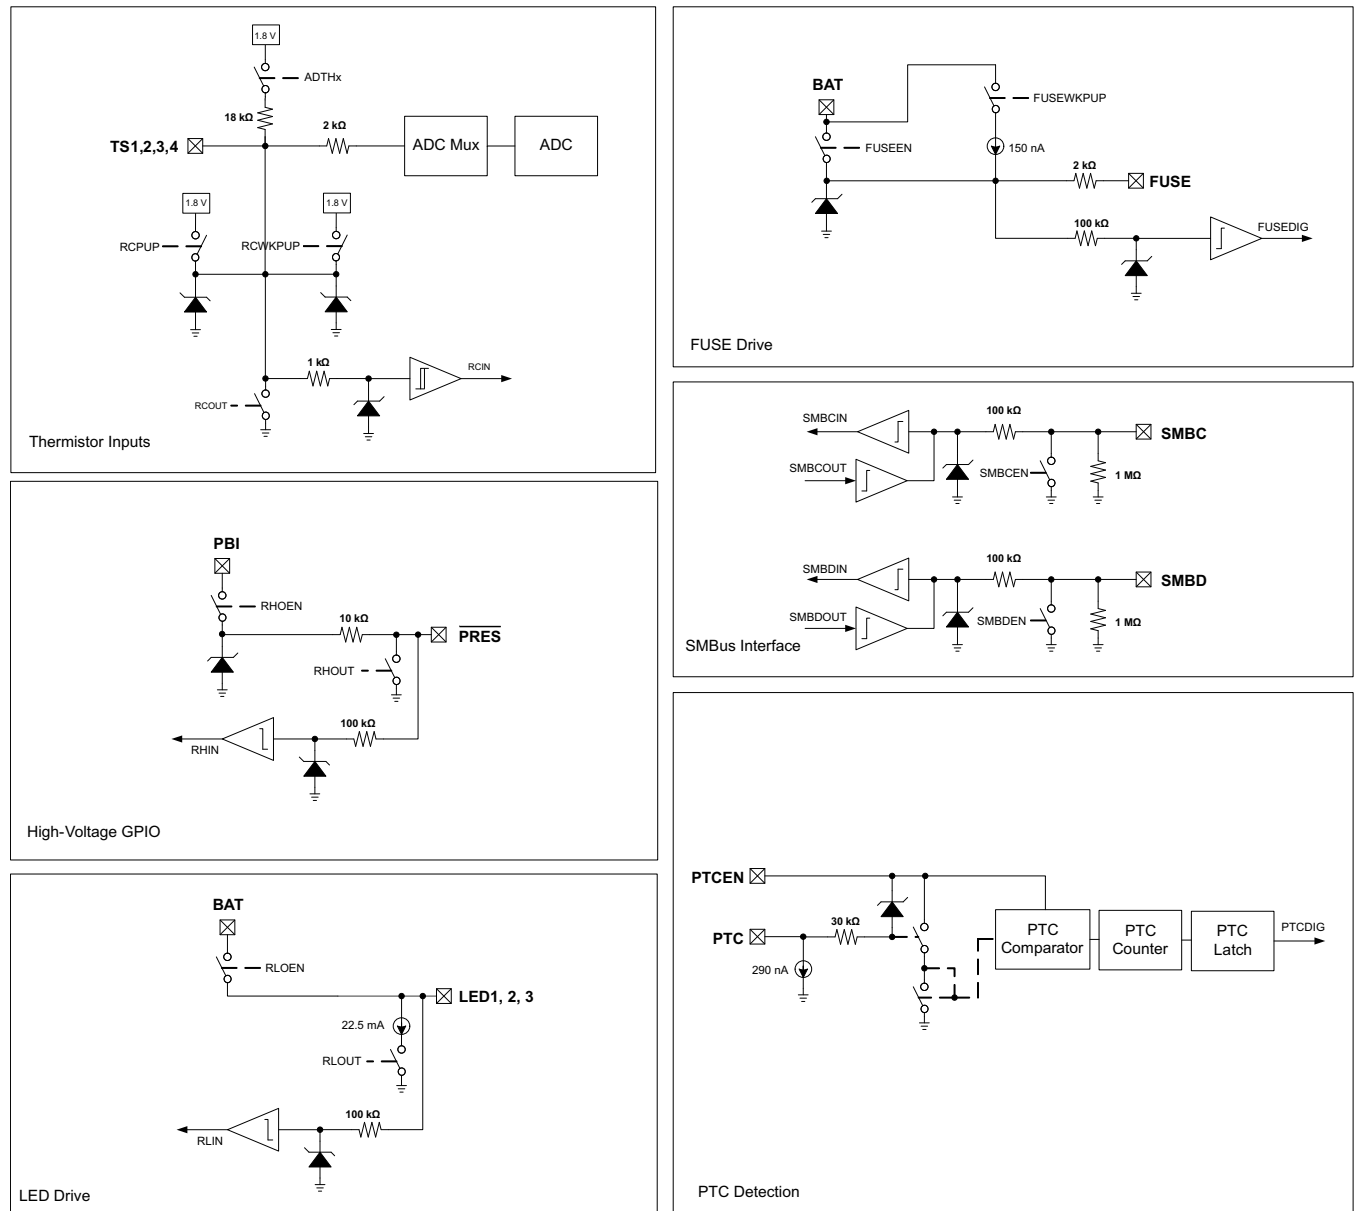 1.8 V
ADTHx
18 kΩ
2 kΩ
TS1,2,3,4
ADC Mux
ADC
1.8 V
1.8 V
RCPUP
RCWKPUP
1 kΩ
RCIN
RCOUT
Thermistor Inputs
BAT
FUSEWKPUP
FUSEEN
150 nA
2 kΩ
FUSE
100 kΩ
FUSEDIG
FUSE Drive
SMBCIN
100 kΩ
SMBC
SMBCOUT
SMBCEN
1 MΩ
SMBDIN
100 kΩ
SMBD
SMBDOUT
SMBDEN
1 MΩ
SMBus Interface
PBI
RHOEN
10 kΩ
PRES
RHOUT
100 kΩ
RHIN
High-Voltage GPIO
PTCEN
PTC
30 kΩ
290 nA
PTC
Comparator
PTC
Counter
PTC
Latch
PTCDIG
PTC Detection
BAT
RLOEN
LED1, 2, 3
22.5 mA
RLOUT
100 kΩ
RLIN
LED Drive